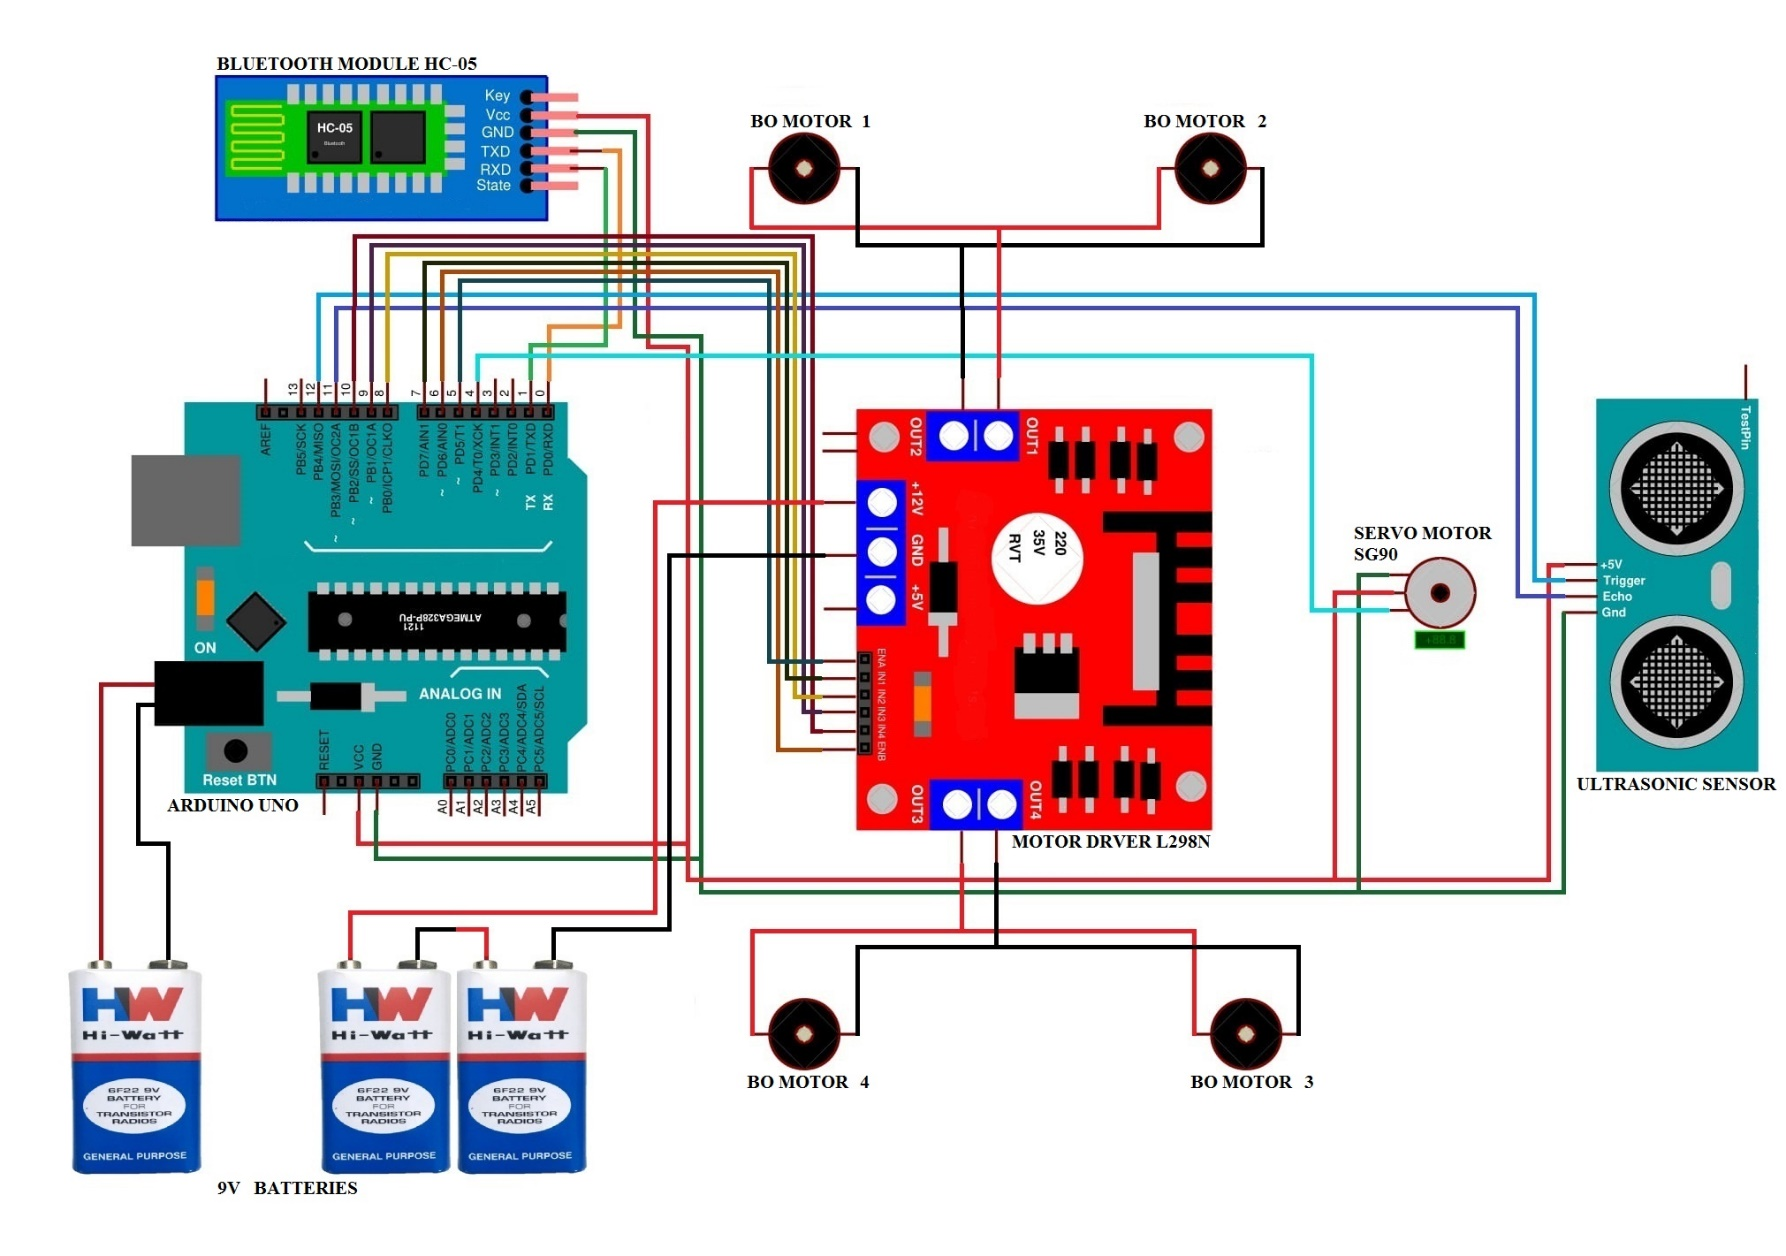 BLUETOOTH MODULE HC-05
Key
Vcc
GND
TXD
RXD
State
HC-05
Bluetooth
BO MOTOR 1
BO MOTOR 2
13
12
11
10
9
8
7
6
5
4
3
2
1
0
AREF
PB5/SCK
PB4/MISO
PB3/MOSI/OC2A
~
PB2/SS/OC1B
~
PB1/OC1A
~
PB0/ICP1/CLKO
PD7/AIN1
PD6/AIN0
~
PD5/T1
~
PD4/T0/XCK
PD3/INT1
~
PD2/INT0
PD1/TXD
PD0/RXD
TX
RX
ATMEGA328P-PU
1121
ON
ANALOG IN
RESET
VCC
GND
PC0/ADC0
PC1/ADC1
PC2/ADC2
PC3/ADC3
PC4/ADC4/SDA
PC5/ADC5/SCL
Reset BTN
A0
A1
A2
A3
A4
A5
ARDUINO UNO
OUT2
OUT1
+12V
GND
+5V
220
35V
RVT
ENA IN1 IN2 IN3 IN4 ENB
OUT3
OUT4
MOTOR DRVER L298N
SERVO MOTOR
SG90
+88.8
TestPin
+5V
Trigger
Echo
Gnd
ULTRASONIC SENSOR
HW
Hi-Watt
6F22 9V
BATTERY
FOR
TRANSISTOR
RADIOS
GENERAL PURPOSE
HW
Hi-Watt
6F22 9V
BATTERY
FOR
TRANSISTOR
RADIOS
GENERAL PURPOSE
HW
Hi-Watt
6F22 9V
BATTERY
FOR
TRANSISTOR
RADIOS
GENERAL PURPOSE
BO MOTOR 4
BO MOTOR 3
9V BATTERIES